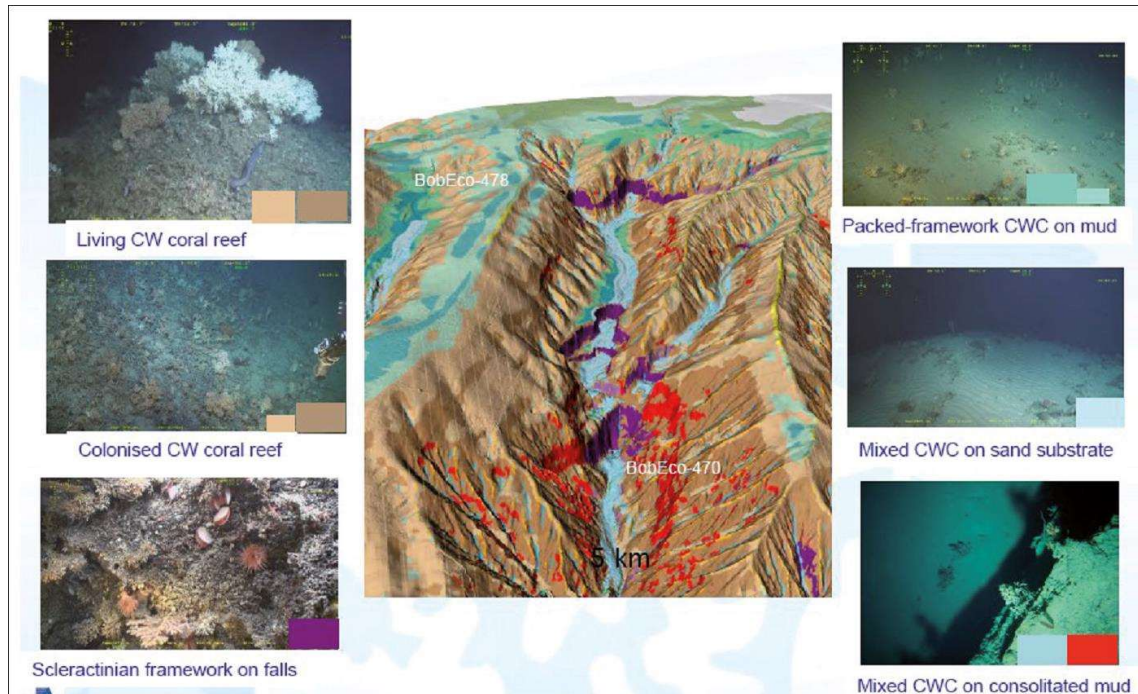 Living CW coral reef
Colonised CW coral reef
Scleractinian framework on falls
BobEco-478
BobEco-470
5 km
Packed-framework CWC on mud
Mixed CWC on sand substrate
Mixed CWC on consolitated mud